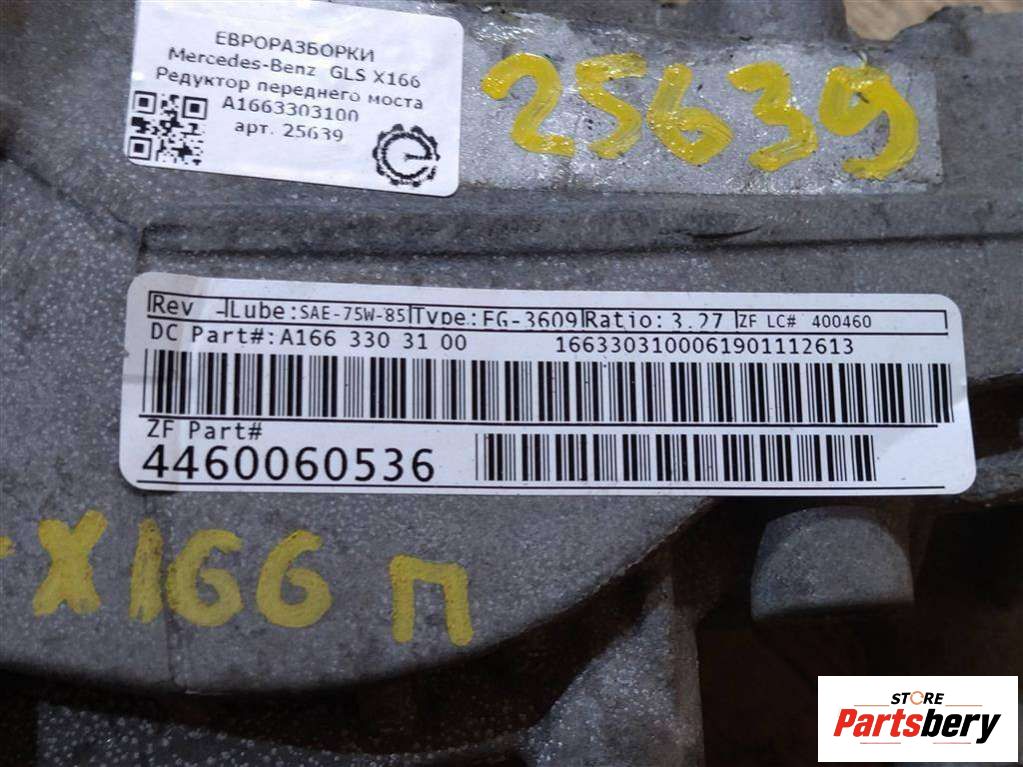 ЕВРОРАЗБОРКИ
Mercedes-Benz GLS X166
Редуктор переднего моста
A1663303100
арт. 25639
25639
Rev - Lube: SAE-75W-85 Type: FG-3609 Ratio: 3.27 ZF LC# 400460
DC Part#: A166 330 31 00 1663303100061901112613
ZF Part#
4460060536
X166 П
STORE
Partsbery